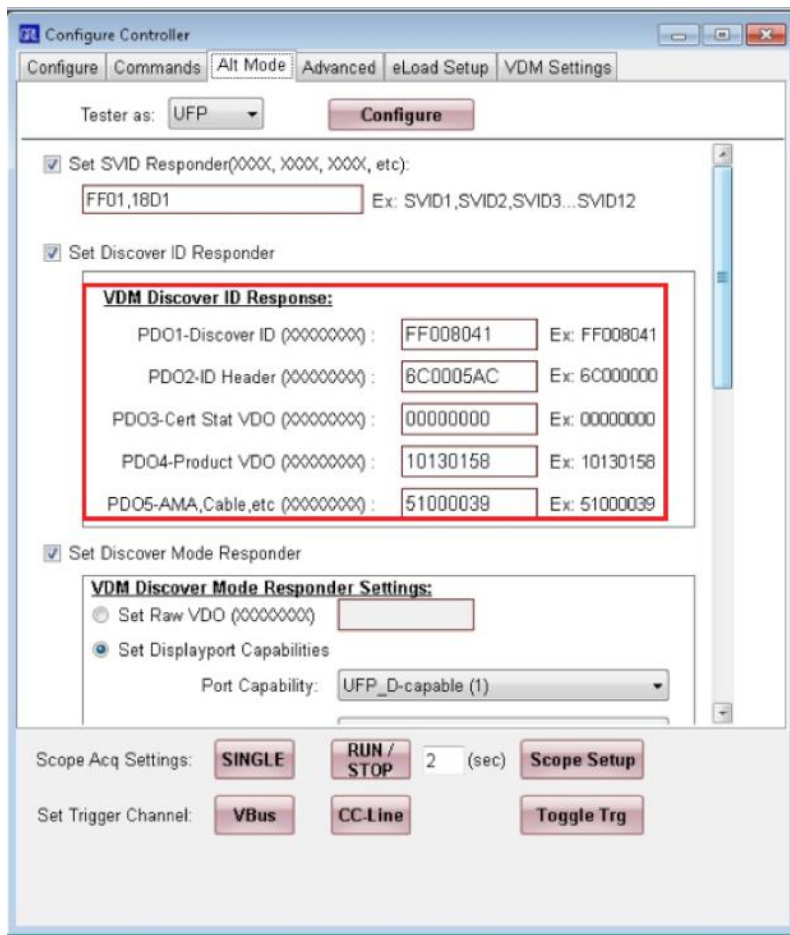 GRL Configure Controller
Configure Commands Alt Mode Advanced eLoad Setup VDM Settings
Tester as: UFP Configure
Set SVID Responder(XXXX, XXXX, XXXX, etc):
FF01,18D1 Ex: SVID1,SVID2,SVID3...SVID12
Set Discover ID Responder
VDM Discover ID Response:
PDO1-Discover ID (XXXXXXXX) : FF008041 Ex: FF008041
PDO2-ID Header (XXXXXXXX) : 6C0005AC Ex: 6C000000
PDO3-Cert Stat VDO (XXXXXXXX) : 00000000 Ex: 00000000
PDO4-Product VDO (XXXXXXXX) : 10130158 Ex: 10130158
PDO5-AMA,Cable,etc (XXXXXXXX) : 51000039 Ex: 51000039
Set Discover Mode Responder
VDM Discover Mode Responder Settings:
Set Raw VDO (XXXXXXXXX)
Set Displayport Capabilities
Port Capability: UFP_D-capable (1)
Scope Acq Settings: SINGLE RUN / STOP 2 (sec) Scope Setup
Set Trigger Channel: VBus CC-Line Toggle Trg